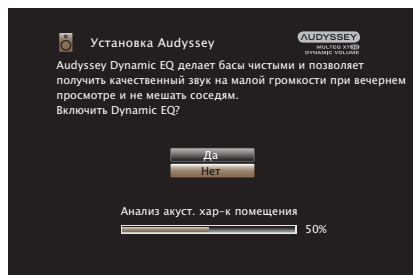 Установка Audyssey
AUDYSSEY
MULTEQ XT32
DYNAMIC VOLUME
Audyssey Dynamic EQ делает басы чистыми и позволяет
получить качественный звук на малой громкости при вечернем
просмотре и не мешать соседям.
Включить Dynamic EQ?
Да
Нет
Анализ акуст. хар-к помещения
50%